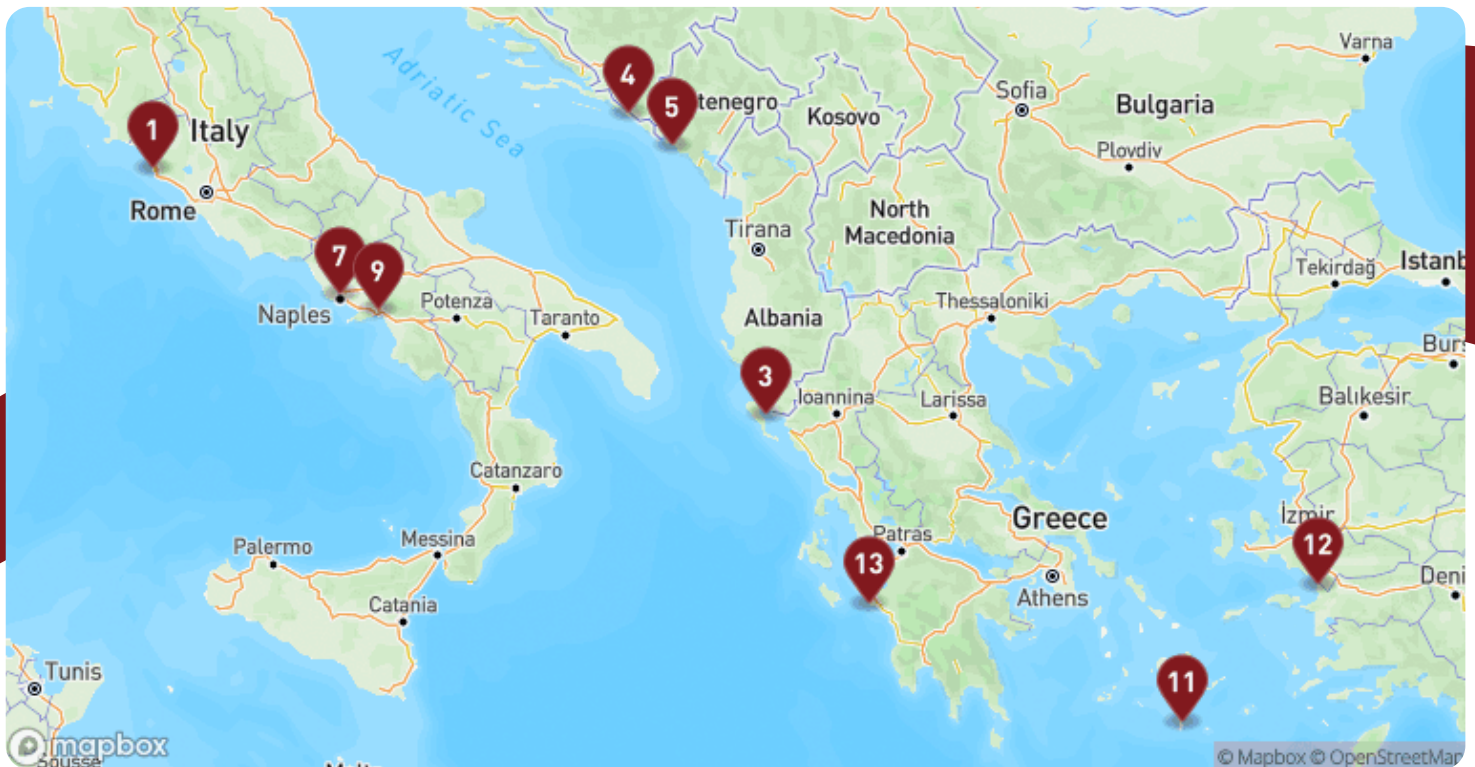 Adriatic Sea
Varna
4
Sofia
5
tenegro
Bulgaria
Kosovo
1
Italy
Plovdiv
Rome
North
Macedonia
Tirana
7
9
Istanb
Tekirdağ
Naples
Potenza
Taranto
Thessaloniki
Albania
Burs
3
Ioannina
Larissa
Balıkesir
Catanzaro
İzmir
Greece
Patras
Messina
Palermo
12
13
Deni
Athens
Catania
Tunis
11
mapbox
Sousse
© Mapbox © OpenStreetMap